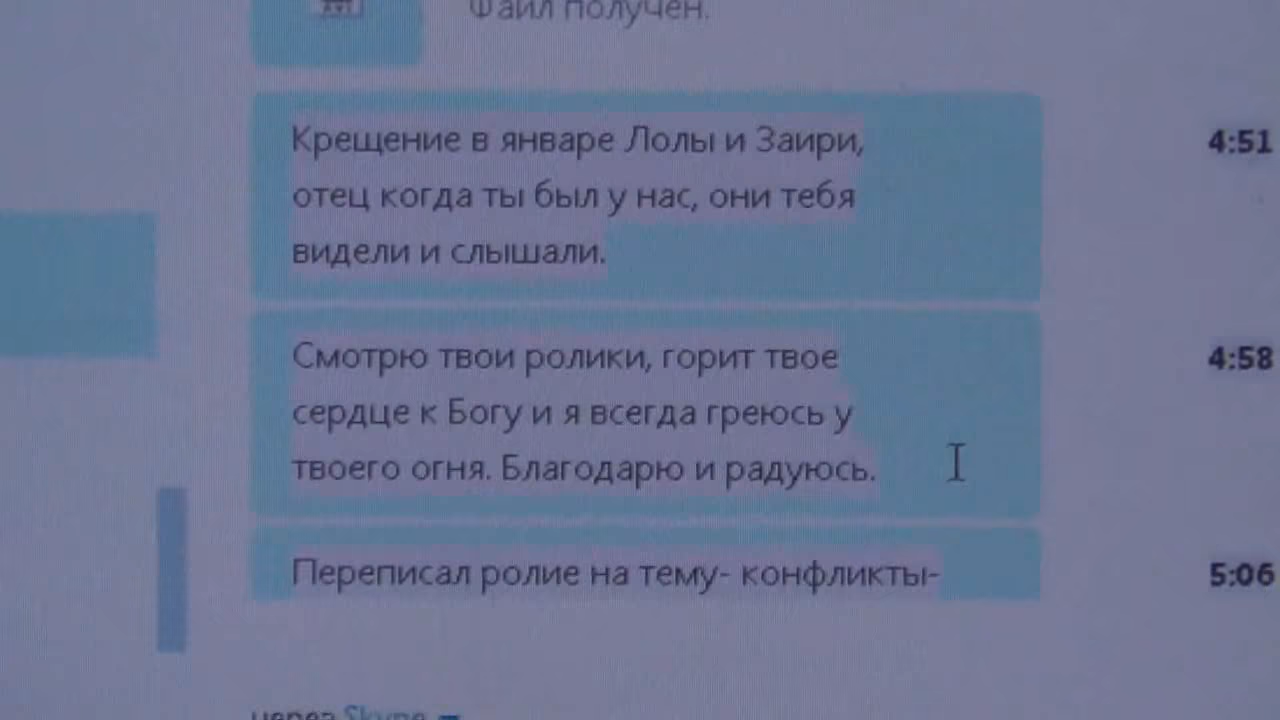 Файл получен.
Крещение в январе Лолы и Заири,
4:51
отец когда ты был у нас, они тебя
видели и слышали.
Смотрю твои ролики, горит твое
4:58
сердце к Богу и я всегда греюсь у
твоего огня. Благодарю и радуюсь.
Переписал ролие на тему- конфликты-
5:06
через Skype